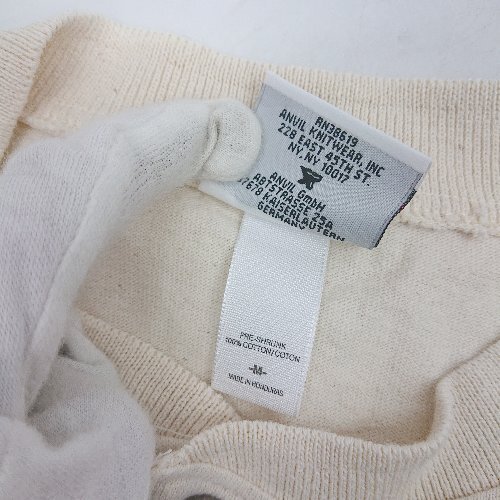 RN38619
ANVIL KNITWEAR, INC
228 EAST 45TH ST.
NY, NY 10017
ANVIL GmbH
ABTSTRASSE 25A
67678 KAISERLAUTERN
GERMANY
PRE-SHRUNK
100% COTTON/COTON
-M-
MADE IN HONDURAS